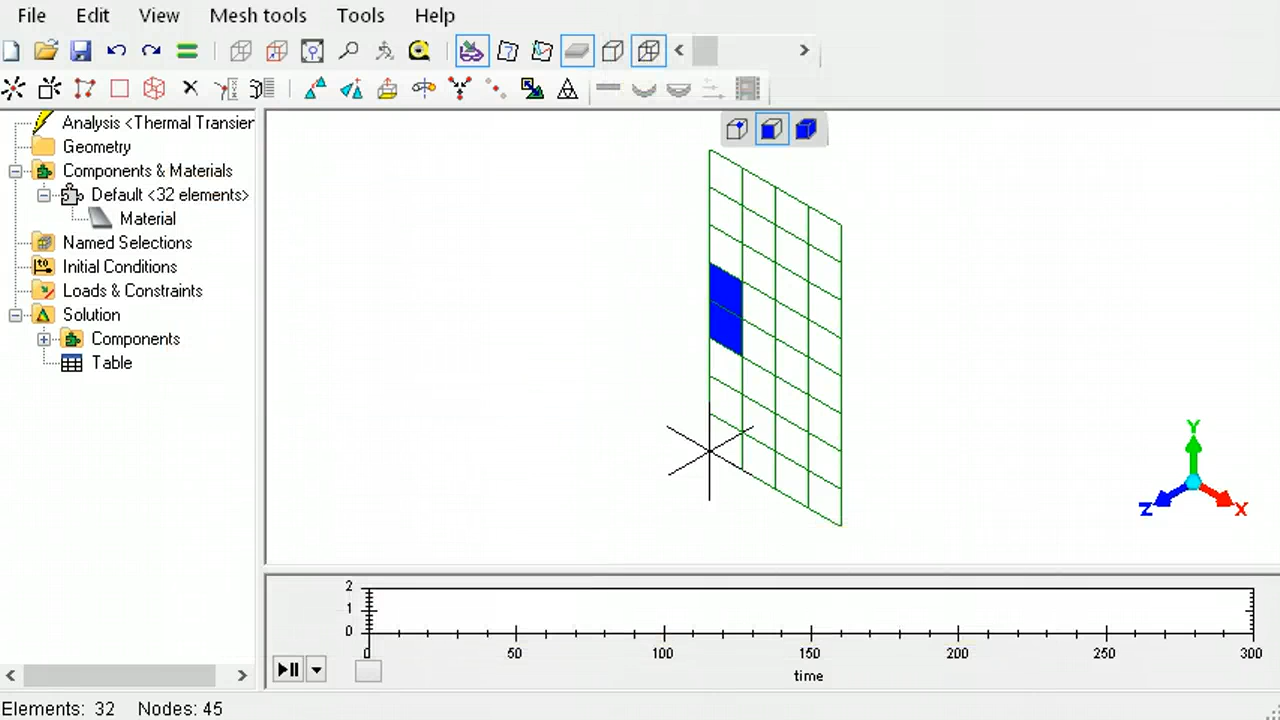 File Edit View Mesh tools Tools Help
Analysis <Thermal Transier
Geometry
Components & Materials
Default <32 elements>
Material
Named Selections
Initial Conditions
Loads & Constraints
Solution
Components
Table
Y
Z X
2
1
0
0 50 100 150 200 250 300
time
Elements: 32 Nodes: 45